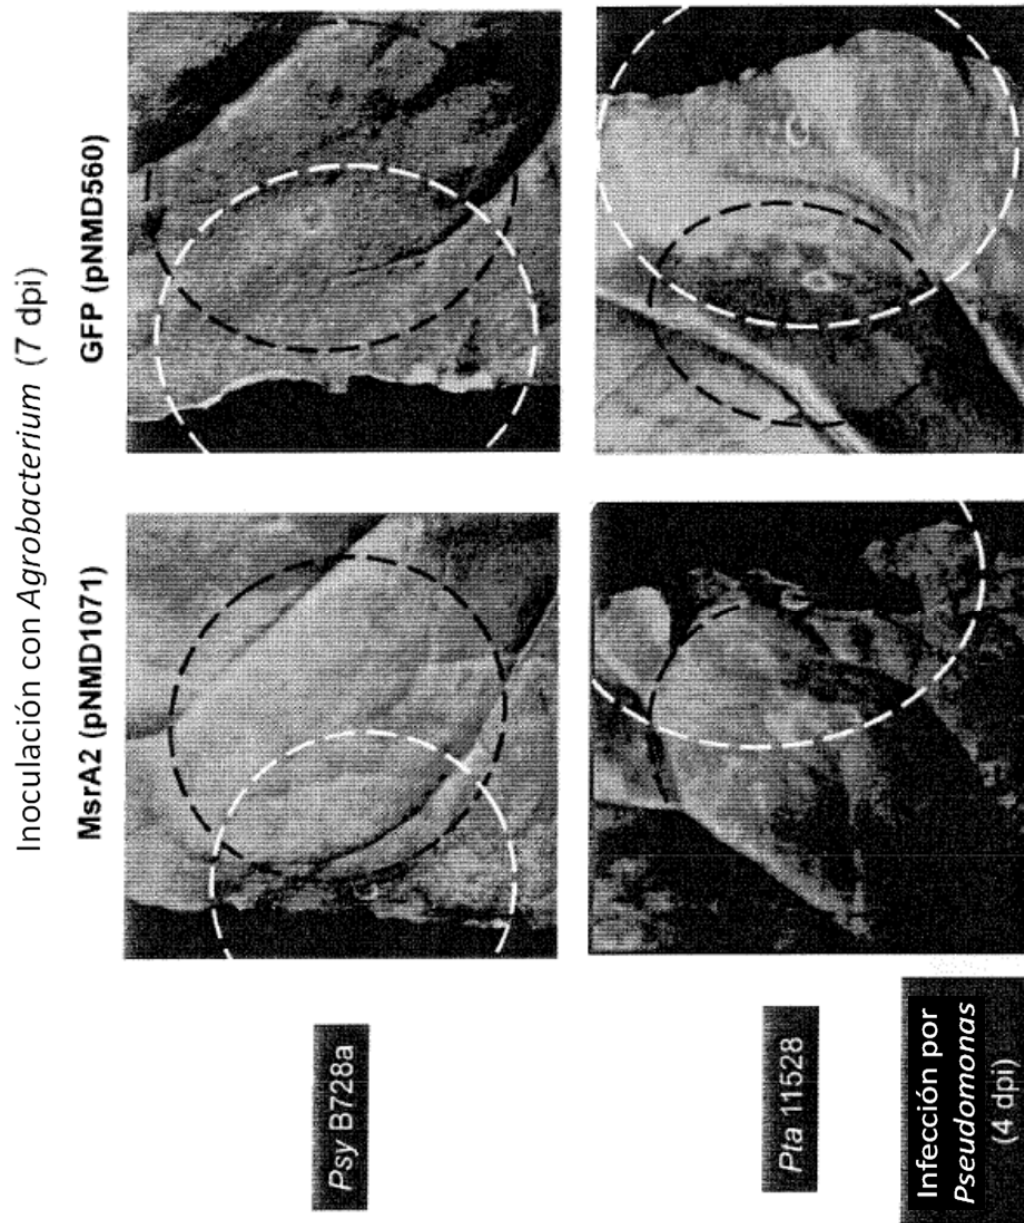 Inoculación con Agrobacterium (7 dpi)
MsrA2 (pNMD1071)
GFP (pNMD560)
Psy B728a
Pta 11528
Infección por
Pseudomonas
(4 dpi)